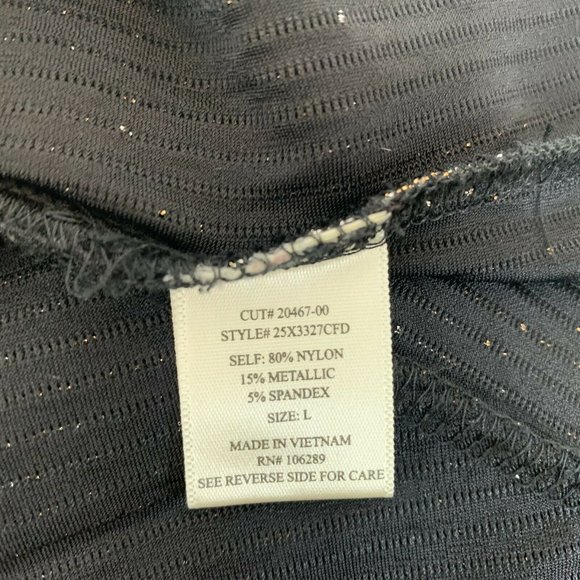 CUT# 20467-00
STYLE# 25X3327CFD
SELF: 80% NYLON
15% METALLIC
5% SPANDEX
SIZE: L
MADE IN VIETNAM
RN# 106289
SEE REVERSE SIDE FOR CARE